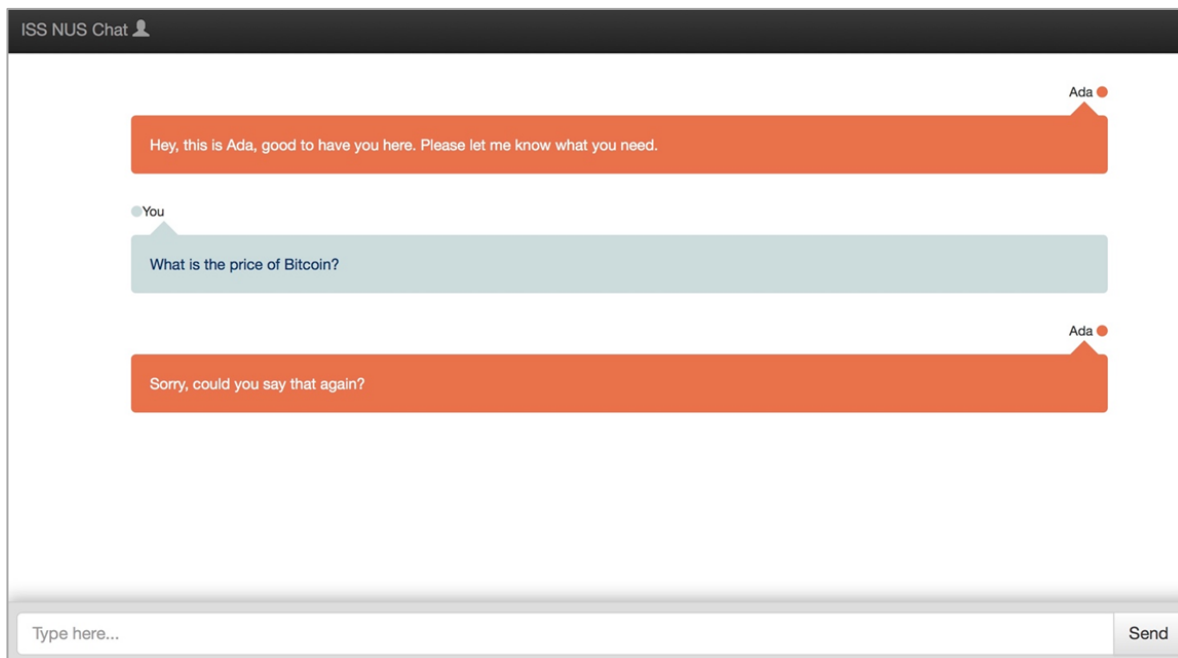 ISS NUS Chat
Ada
Hey, this is Ada, good to have you here. Please let me know what you need.
You
What is the price of Bitcoin?
Ada
Sorry, could you say that again?
Type here...
Send